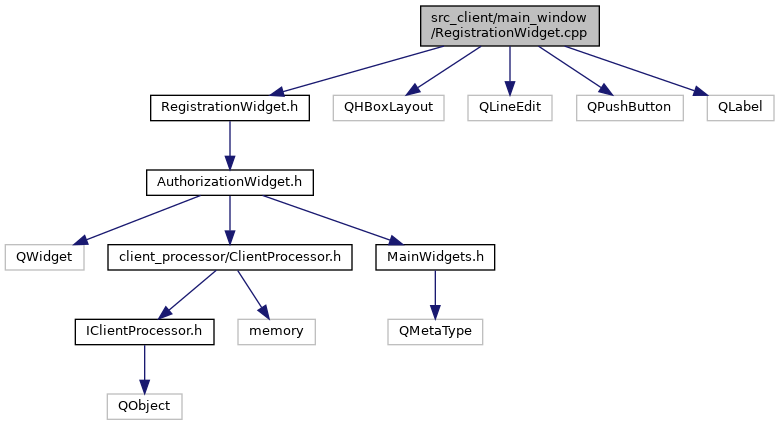 src_client/main_window
/RegistrationWidget.cpp
RegistrationWidget.h
QHBoxLayout
QLineEdit
QPushButton
QLabel
AuthorizationWidget.h
QWidget
client_processor/ClientProcessor.h
MainWidgets.h
IClientProcessor.h
memory
QMetaType
QObject